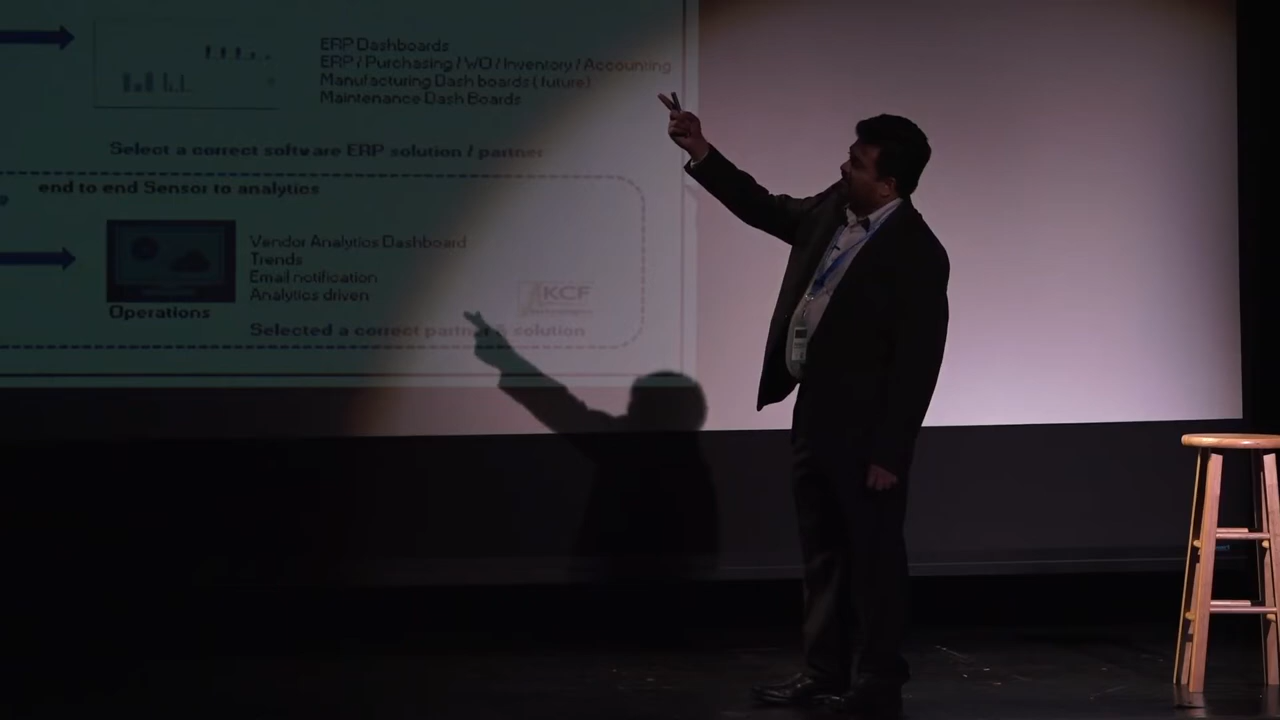 ERP Dashboards
ERP / Purchasing / WO / Inventory / Accounting
Manufacturing Dash boards ( future)
Maintenance Dash Boards
Select a correct software ERP solution / partner
end to end Sensor to analytics
Vendor Analytics Dashboard
Trends
Email notification
Analytics driven
KCF
Operations
Selected a correct partner & solution